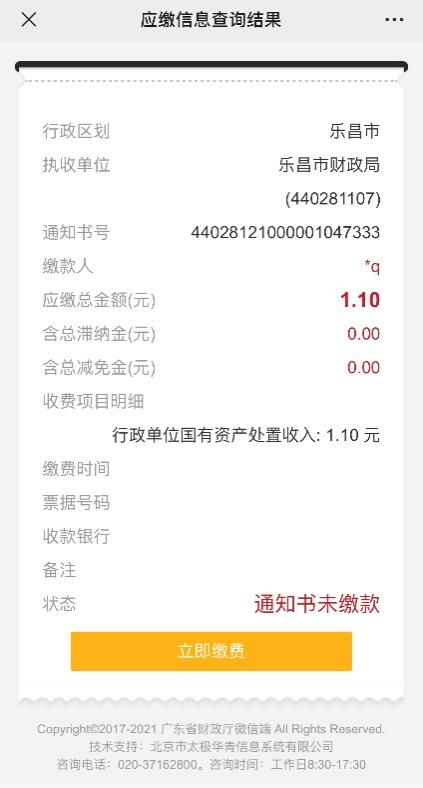 应缴信息查询结果
行政区划 乐昌市
执收单位 乐昌市财政局
(440281107)
通知书号 44028121000001047333
缴款人 *q
应缴总金额(元) 1.10
含总滞纳金(元) 0.00
含总减免金(元) 0.00
收费项目明细
行政单位国有资产处置收入: 1.10 元
缴费时间
票据号码
收款银行
备注
状态 通知书未缴款
立即缴费
Copyright©2017-2021 广东省财政厅微信端 All Rights Reserved.
技术支持：北京市太极华青信息系统有限公司
咨询电话：020-37162800。咨询时间：工作日8:30-17:30